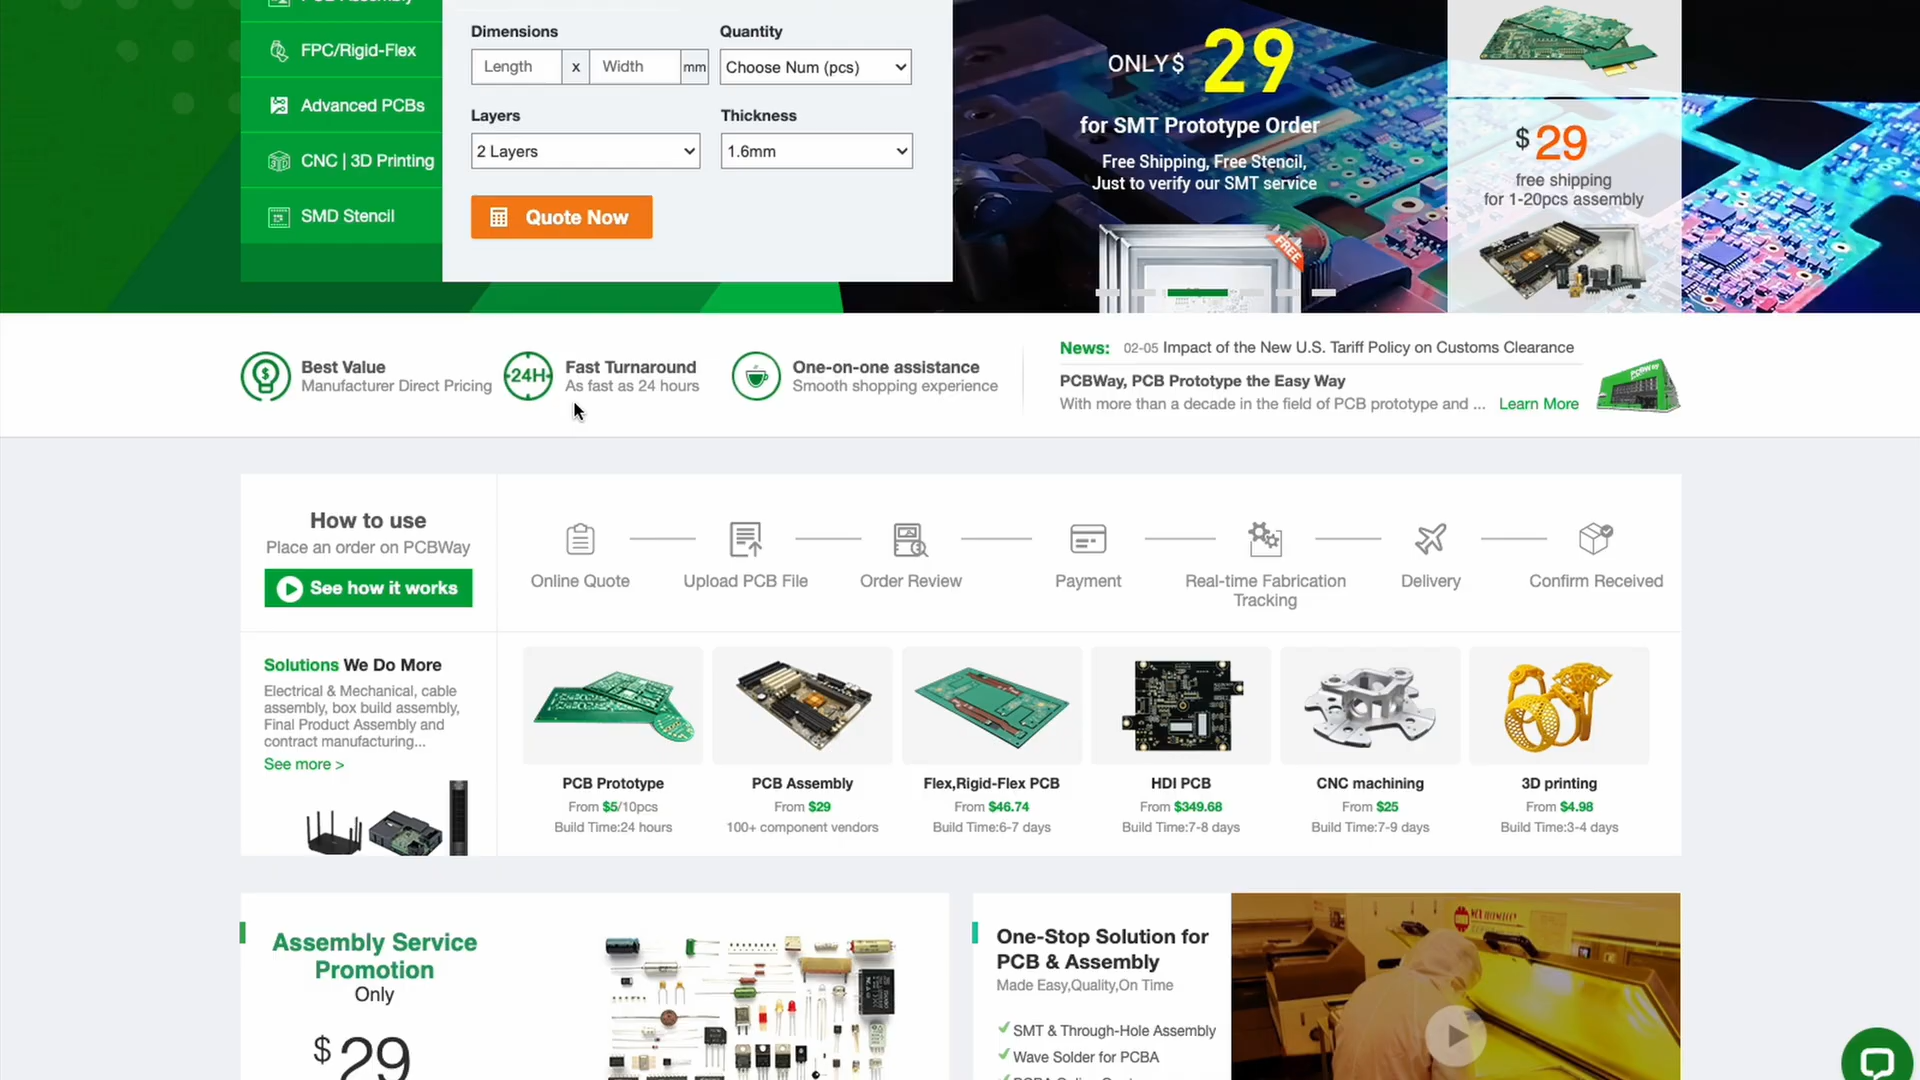 PCB Assembly
FPC/Rigid-Flex
Advanced PCBs
CNC | 3D Printing
SMD Stencil
Dimensions
Quantity
Length
x
Width
mm
Choose Num (pcs)
Layers
Thickness
2 Layers
1.6mm
Quote Now
ONLY$ 29
for SMT Prototype Order
Free Shipping, Free Stencil,
Just to verify our SMT service
FREE
$29
free shipping
for 1-20pcs assembly
Best Value
Manufacturer Direct Pricing
24H
Fast Turnaround
As fast as 24 hours
One-on-one assistance
Smooth shopping experience
News: 02-05 Impact of the New U.S. Tariff Policy on Customs Clearance
PCBWay, PCB Prototype the Easy Way
With more than a decade in the field of PCB prototype and ... Learn More
PCBWay
How to use
Place an order on PCBWay
See how it works
Online Quote
Upload PCB File
Order Review
Payment
Real-time Fabrication
Tracking
Delivery
Confirm Received
Solutions We Do More
Electrical & Mechanical, cable
assembly, box build assembly,
Final Product Assembly and
contract manufacturing...
See more >
PCB Prototype
From $5/10pcs
Build Time:24 hours
PCB Assembly
From $29
100+ component vendors
Flex,Rigid-Flex PCB
From $46.74
Build Time:6-7 days
HDI PCB
From $349.68
Build Time:7-8 days
CNC machining
From $25
Build Time:7-9 days
3D printing
From $4.98
Build Time:3-4 days
Assembly Service
Promotion
Only
$29
One-Stop Solution for
PCB & Assembly
Made Easy,Quality,On Time
SMT & Through-Hole Assembly
Wave Solder for PCBA